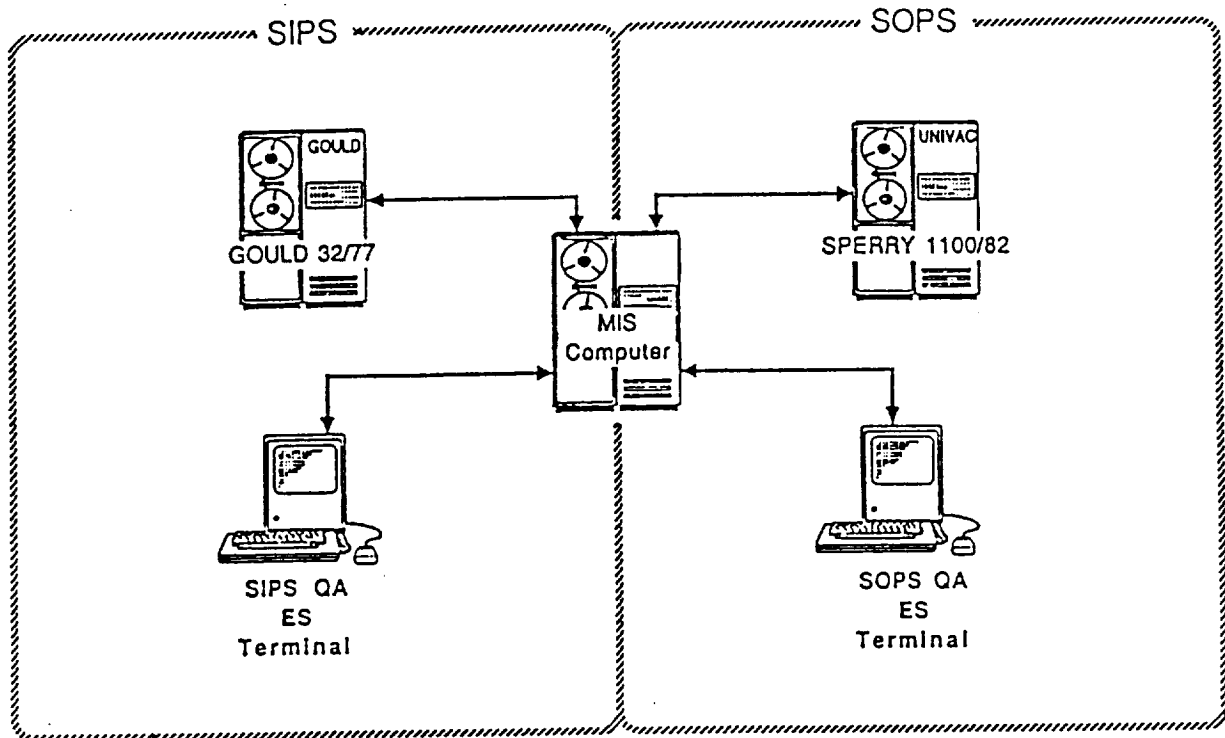 SIPS
SOPS
GOULD
UNIVAC
GOULD 32/77
SPERRY 1100/82
MIS
Computer
SIPS QA
ES
Terminal
SOPS QA
ES
Terminal